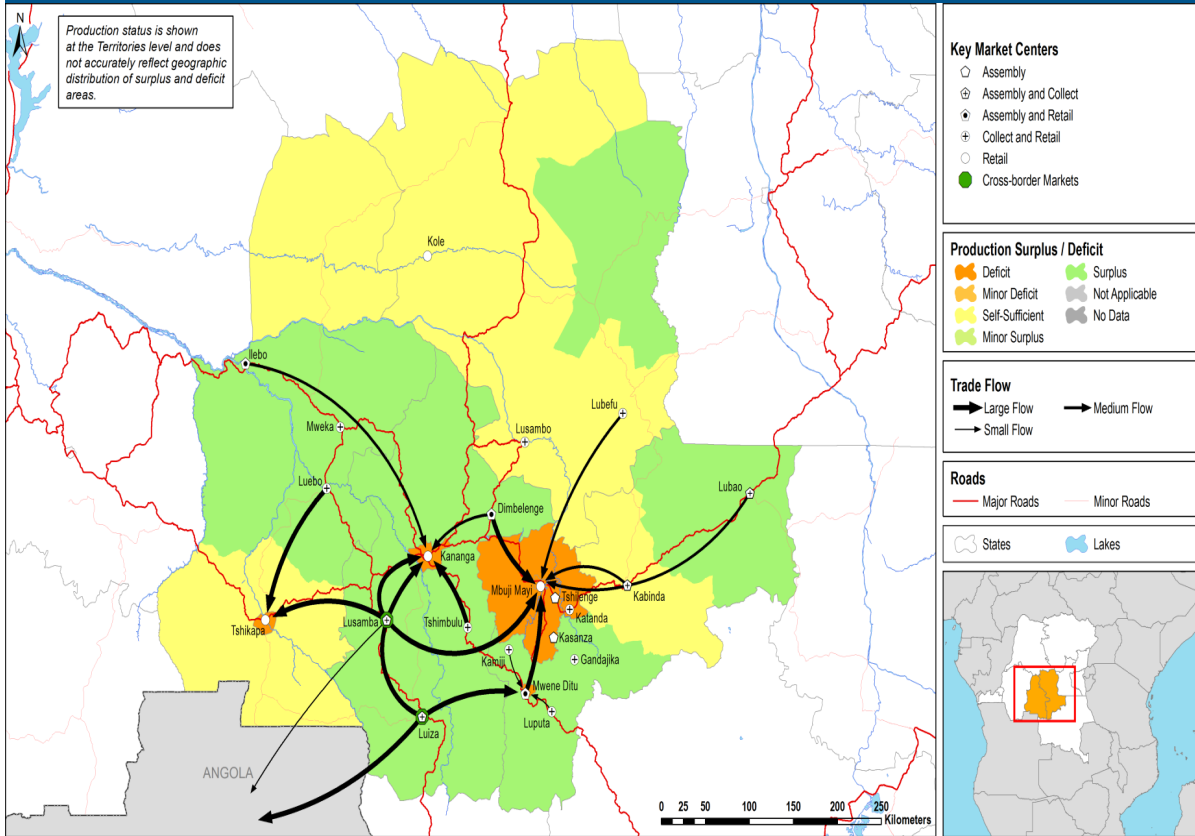 N
Production status is shown
at the Territories level and does
not accurately reflect geographic
distribution of surplus and deficit
areas.
Kole
Ilebo
Mweka
Lubefu
Lusambo
Luebo
Lubao
Dimbelenge
Kananga
Mbuji Mayi
Tshilenge
Kabinda
Katanda
Tshikapa
Lusamba
Tshimbulu
Kasanza
Kamiji
Gandajika
Mwene Ditu
Luputa
Luiza
ANGOLA
0 25 50 100 150 200 250
Kilometers
Key Market Centers
Assembly
Assembly and Collect
Assembly and Retail
Collect and Retail
Retail
Cross-border Markets
Production Surplus / Deficit
Deficit Surplus
Minor Deficit Not Applicable
Self-Sufficient No Data
Minor Surplus
Trade Flow
Large Flow Medium Flow
Small Flow
Roads
Major Roads Minor Roads
States Lakes